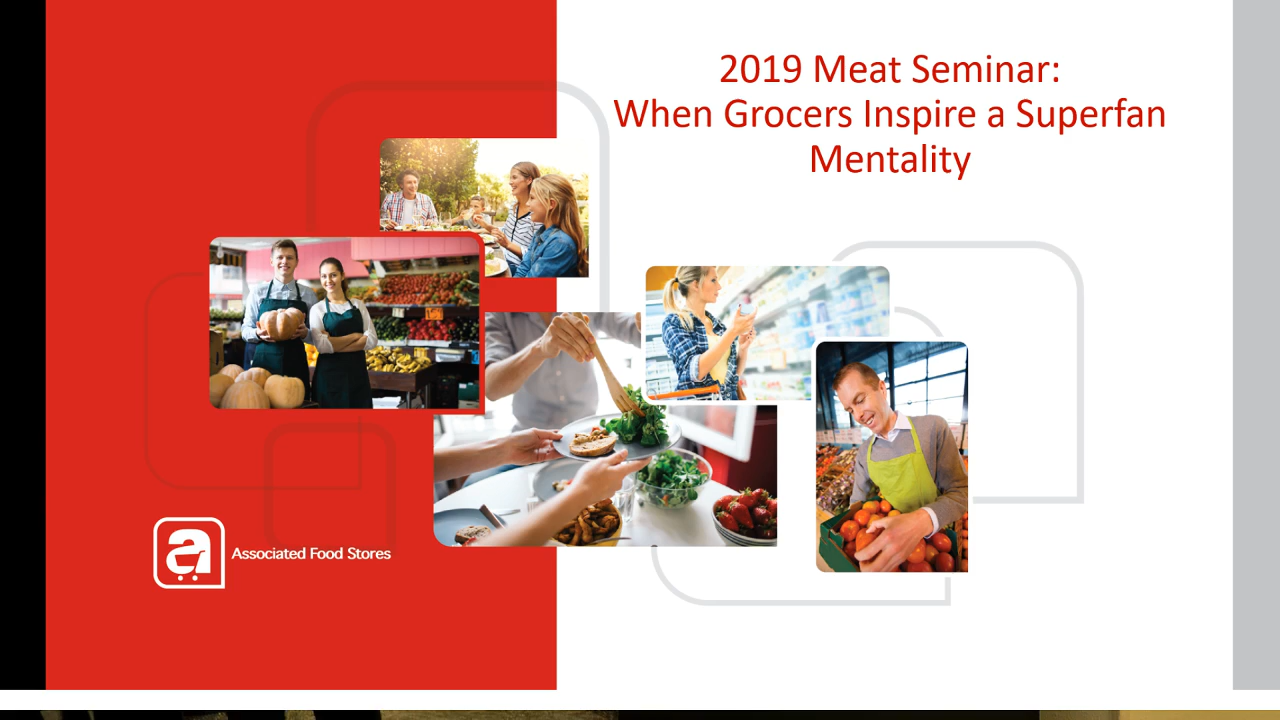 2019 Meat Seminar:
When Grocers Inspire a Superfan
Mentality
a
Associated Food Stores